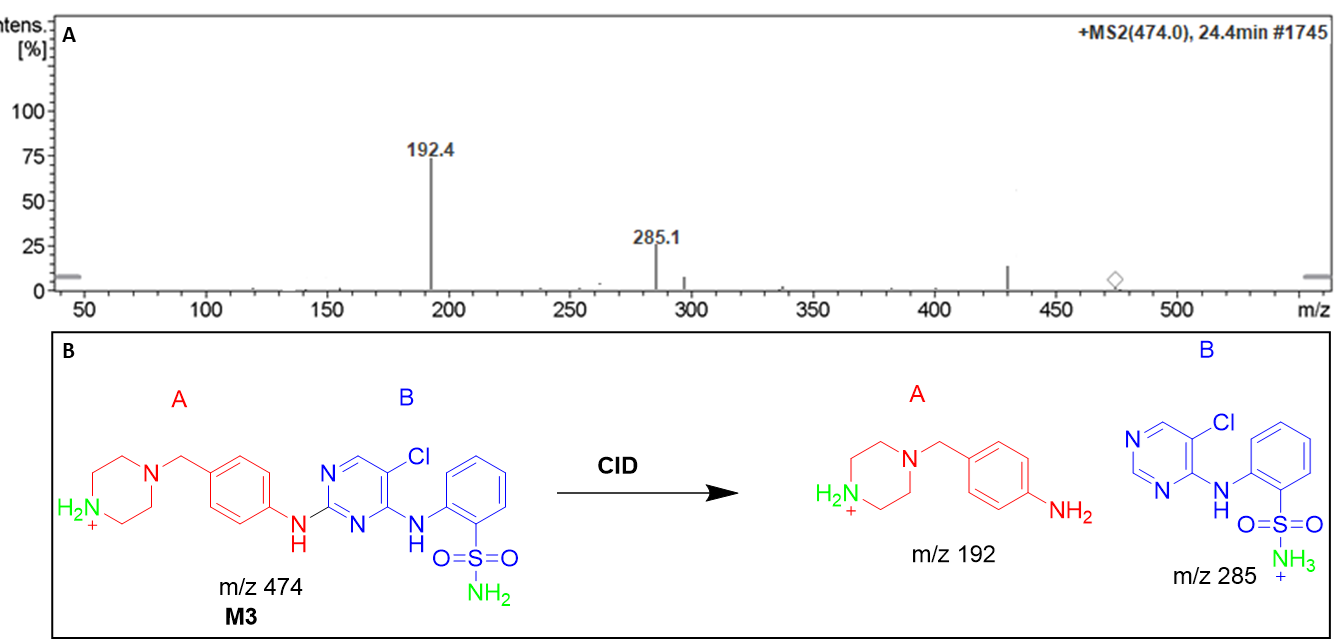 ntens.
[%]
A
+MS2(474.0), 24.4min #1745
100
75
50
25
0
192.4
285.1
50 100 150 200 250 300 350 400 450 500 m/z
B
A
B
N
N
Cl
H2N
+
N
H
N
N
H
O=S=O
NH2
m/z 474
M3
CID
A
N
H2N
+
NH2
m/z 192
B
N
Cl
N
N
H
O=S=O
NH3
+
m/z 285